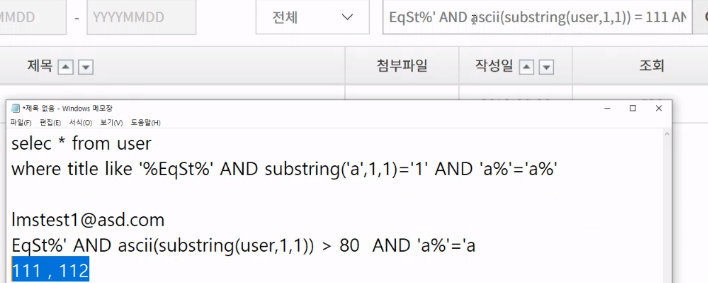 MMDD - YYYYMMDD 전체 EqSt%' AND ascii(substring(user,1,1)) = 111 AN
제목 첨부파일 작성일 조회
*제목 없음 - Windows 메모장
파일(F) 편집(E) 서식(O) 보기(V) 도움말(H)
selec * from user
where title like '%EqSt%' AND substring('a',1,1)='1' AND 'a%'='a%'
lmstest1@asd.com
EqSt%' AND ascii(substring(user,1,1)) > 80 AND 'a%'='a
111 , 112